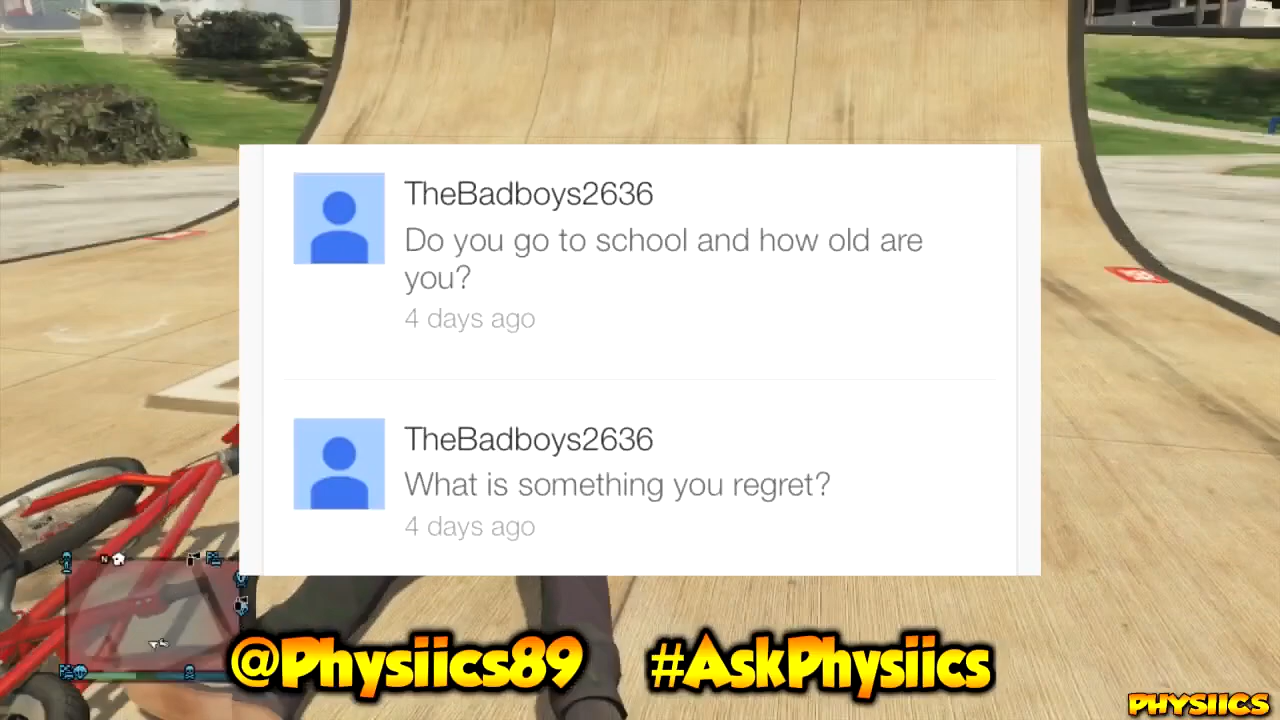 TheBadboys2636
Do you go to school and how old are
you?
4 days ago
TheBadboys2636
What is something you regret?
4 days ago
N
@Physiics89 #AskPhysiics
PHYSIICS